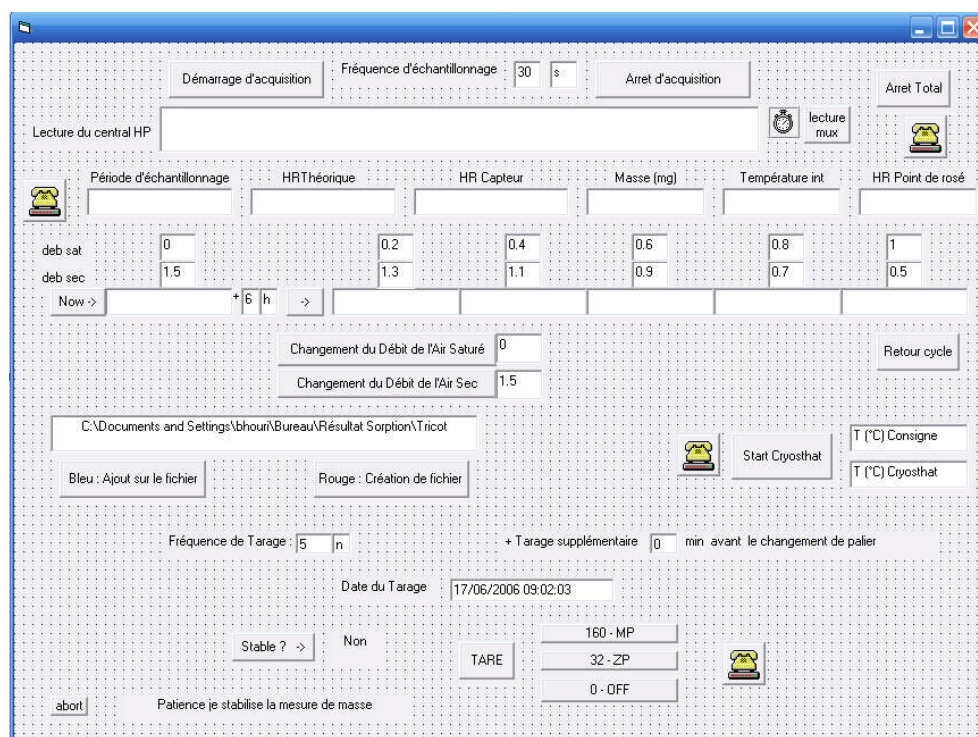 Démarrage d'acquisition Fréquence d'échantillonnage 30 s Arret d'acquisition
Arret Total
Lecture du central HP lecture mux
Période d'échantillonnage HRThéorique HR Capteur Masse (mg) Température int HR Point de rosé
deb sat 0 0.2 0.4 0.6 0.8 1
deb sec 1.5 1.3 1.1 0.9 0.7 0.5
Now -> + 6 h ->
Changement du Débit de l'Air Saturé 0 Retour cycle
Changement du Débit de l'Air Sec 1.5
C:\Documents and Settings\bhouri\Bureau\Résultat Sorption\Tricot
Start Cryosthat T (°C) Consigne
T (°C) Cryosthat
Bleu : Ajout sur le fichier Rouge : Création de fichier
Fréquence de Tarage : 5 n + Tarage supplémentaire 0 min avant le changement de palier
Date du Tarage 17/06/2006 09:02:03
Stable ? -> Non
TARE
160 - MP
32 - ZP
0 - OFF
abort Patience je stabilise la mesure de masse